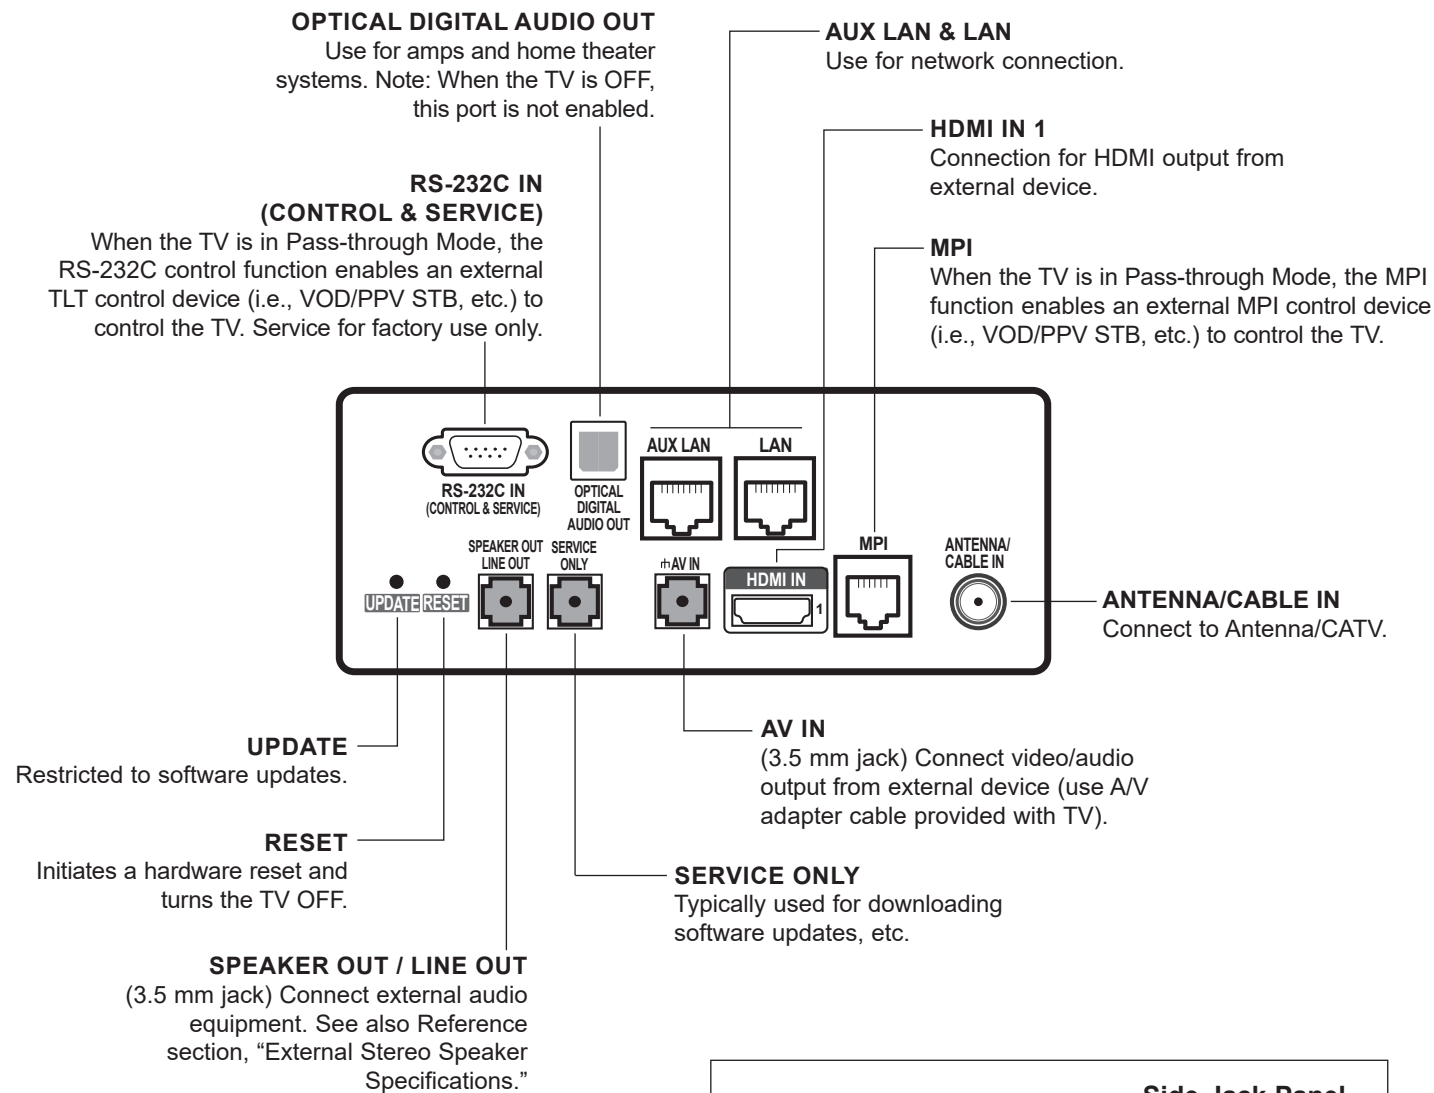 OPTICAL DIGITAL AUDIO OUT
Use for amps and home theater
systems. Note: When the TV is OFF,
this port is not enabled.
AUX LAN & LAN
Use for network connection.
HDMI IN 1
Connection for HDMI output from
external device.
RS-232C IN
(CONTROL & SERVICE)
When the TV is in Pass-through Mode, the
RS-232C control function enables an external
TLT control device (i.e., VOD/PPV STB, etc.) to
control the TV. Service for factory use only.
MPI
When the TV is in Pass-through Mode, the MPI
function enables an external MPI control device
(i.e., VOD/PPV STB, etc.) to control the TV.
RS-232C IN
(CONTROL & SERVICE)
OPTICAL
DIGITAL
AUDIO OUT
AUX LAN
LAN
UPDATE
RESET
SPEAKER OUT
LINE OUT
SERVICE
ONLY
AV IN
HDMI IN
1
MPI
ANTENNA/
CABLE IN
ANTENNA/CABLE IN
Connect to Antenna/CATV.
UPDATE
Restricted to software updates.
AV IN
(3.5 mm jack) Connect video/audio
output from external device (use A/V
adapter cable provided with TV).
RESET
Initiates a hardware reset and
turns the TV OFF.
SERVICE ONLY
Typically used for downloading
software updates, etc.
SPEAKER OUT / LINE OUT
(3.5 mm jack) Connect external audio
equipment. See also Reference
section, “External Stereo Speaker
Specifications.”
Side Jack Panel